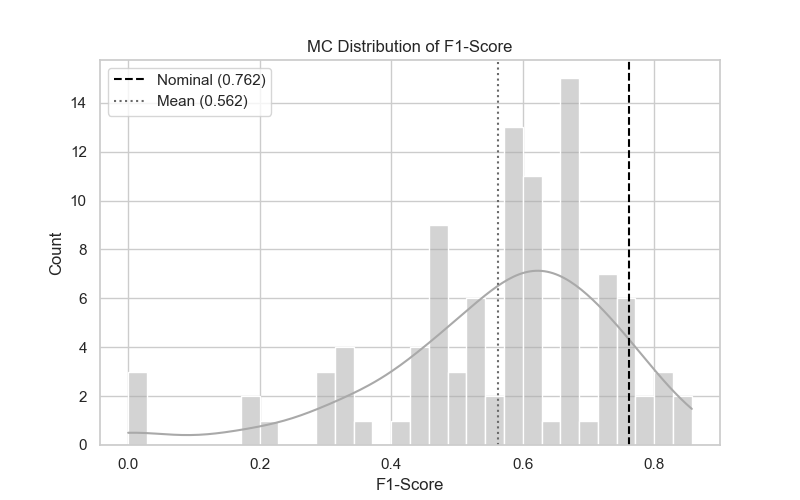 MC Distribution of F1-Score
Nominal (0.762)
Mean (0.562)
14
12
10
8
6
4
2
0
Count
0.0 0.2 0.4 0.6 0.8
F1-Score